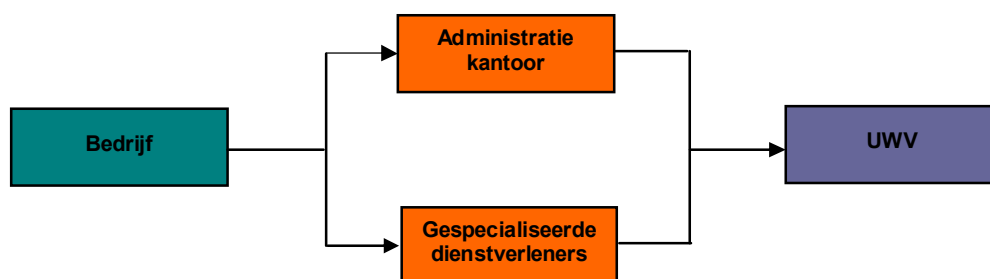 Administratie
kantoor
Bedrijf
UWV
Gespecialiseerde
dienstverleners